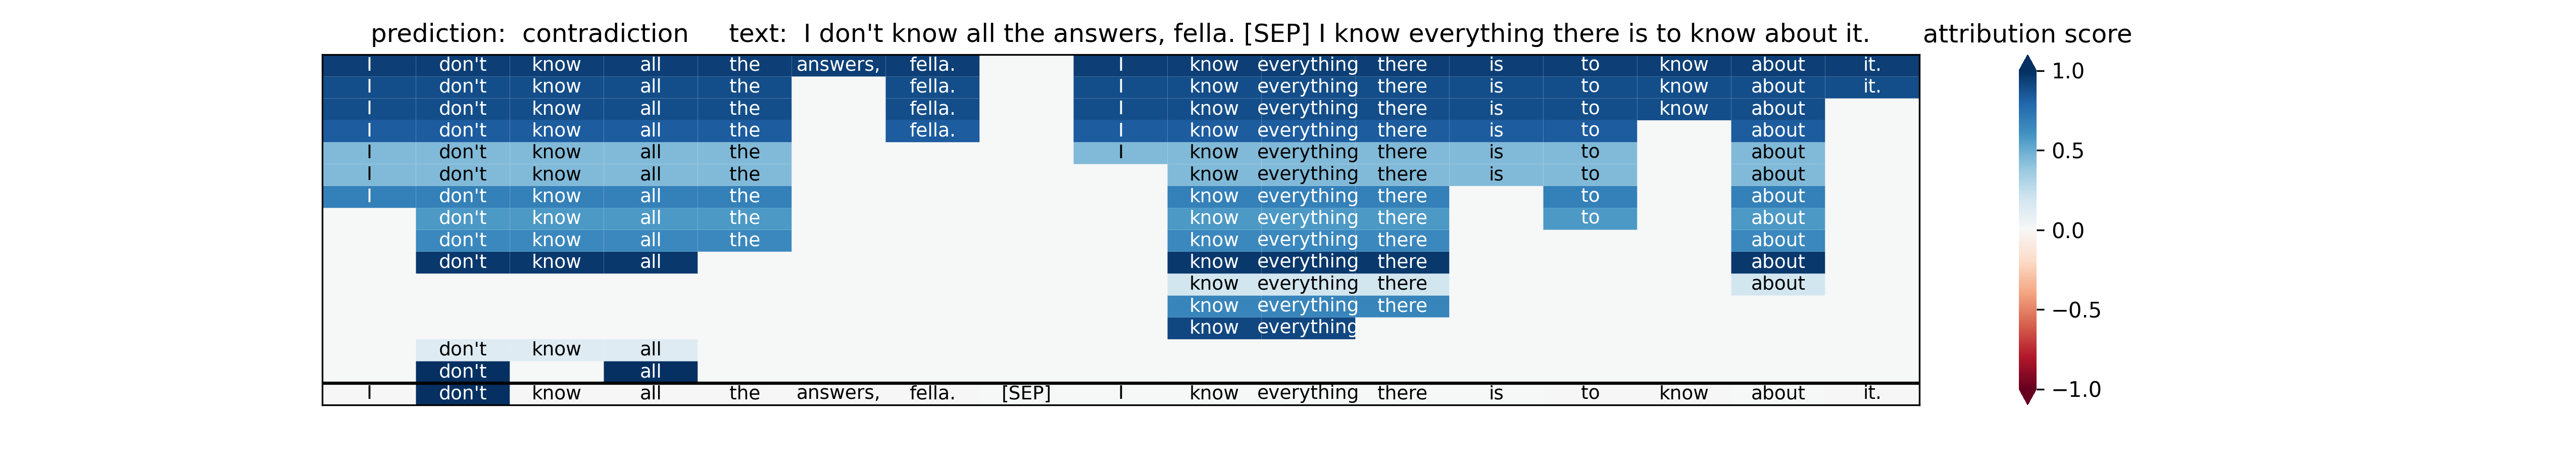 prediction: contradiction text: I don't know all the answers, fella. [SEP] I know everything there is to know about it. attribution score
I don't know all the answers, fella. I know everything there is to know about it.
I don't know all the fella. I know everything there is to know about it.
I don't know all the fella. I know everything there is to know about
I don't know all the fella. I know everything there is to about
I don't know all the I know everything there is to about
I don't know all the know everything there is to about
I don't know all the know everything there to about
don't know all the know everything there to about
don't know all the know everything there about
don't know all know everything there about
know everything there about
know everything there
know everything
don't know all
don't all
I don't know all the answers, fella. [SEP] I know everything there is to know about it.
1.0
0.5
0.0
−0.5
−1.0